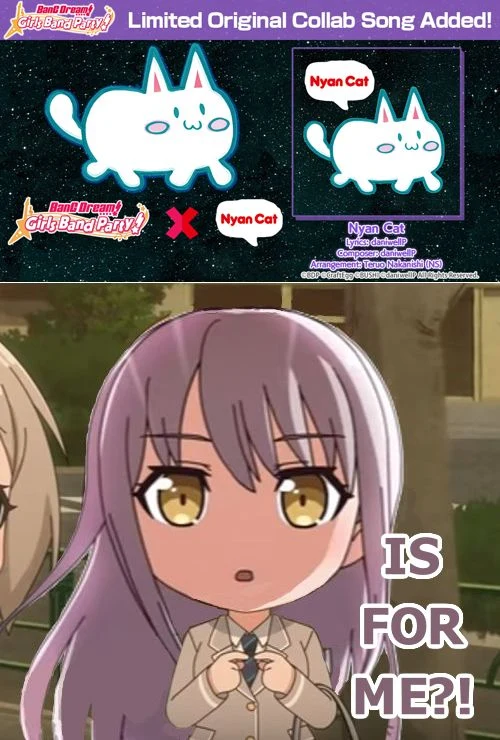 BanG Dream!
Girls Band Party!
Limited Original Collab Song Added!
Nyan Cat
BanG Dream!
Girls Band Party!
X
Nyan Cat
Nyan Cat
Lyrics: daniwellP
Composer: daniwellP
Arrangement: Teruo Nakanishi (NS)
©BDP ©CraftEgg ©BUSHI ©daniwellP All Rights Reserved.
IS
FOR
ME?!